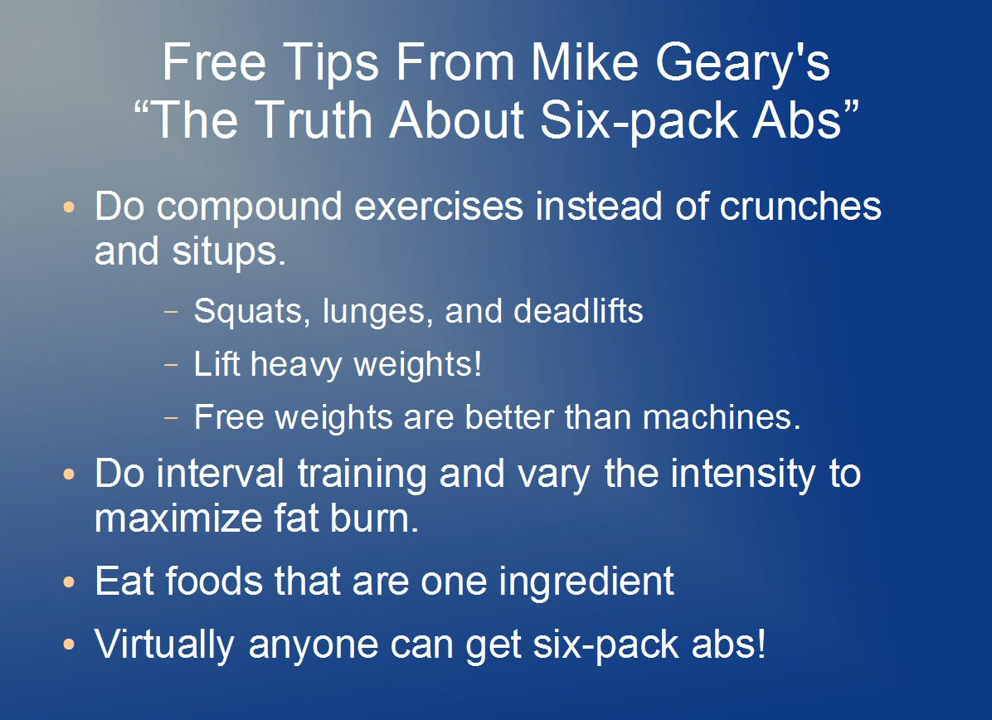 Free Tips From Mike Geary's
“The Truth About Six-pack Abs”
• Do compound exercises instead of crunches
and situps.
– Squats, lunges, and deadlifts
– Lift heavy weights!
– Free weights are better than machines.
• Do interval training and vary the intensity to
maximize fat burn.
• Eat foods that are one ingredient
• Virtually anyone can get six-pack abs!